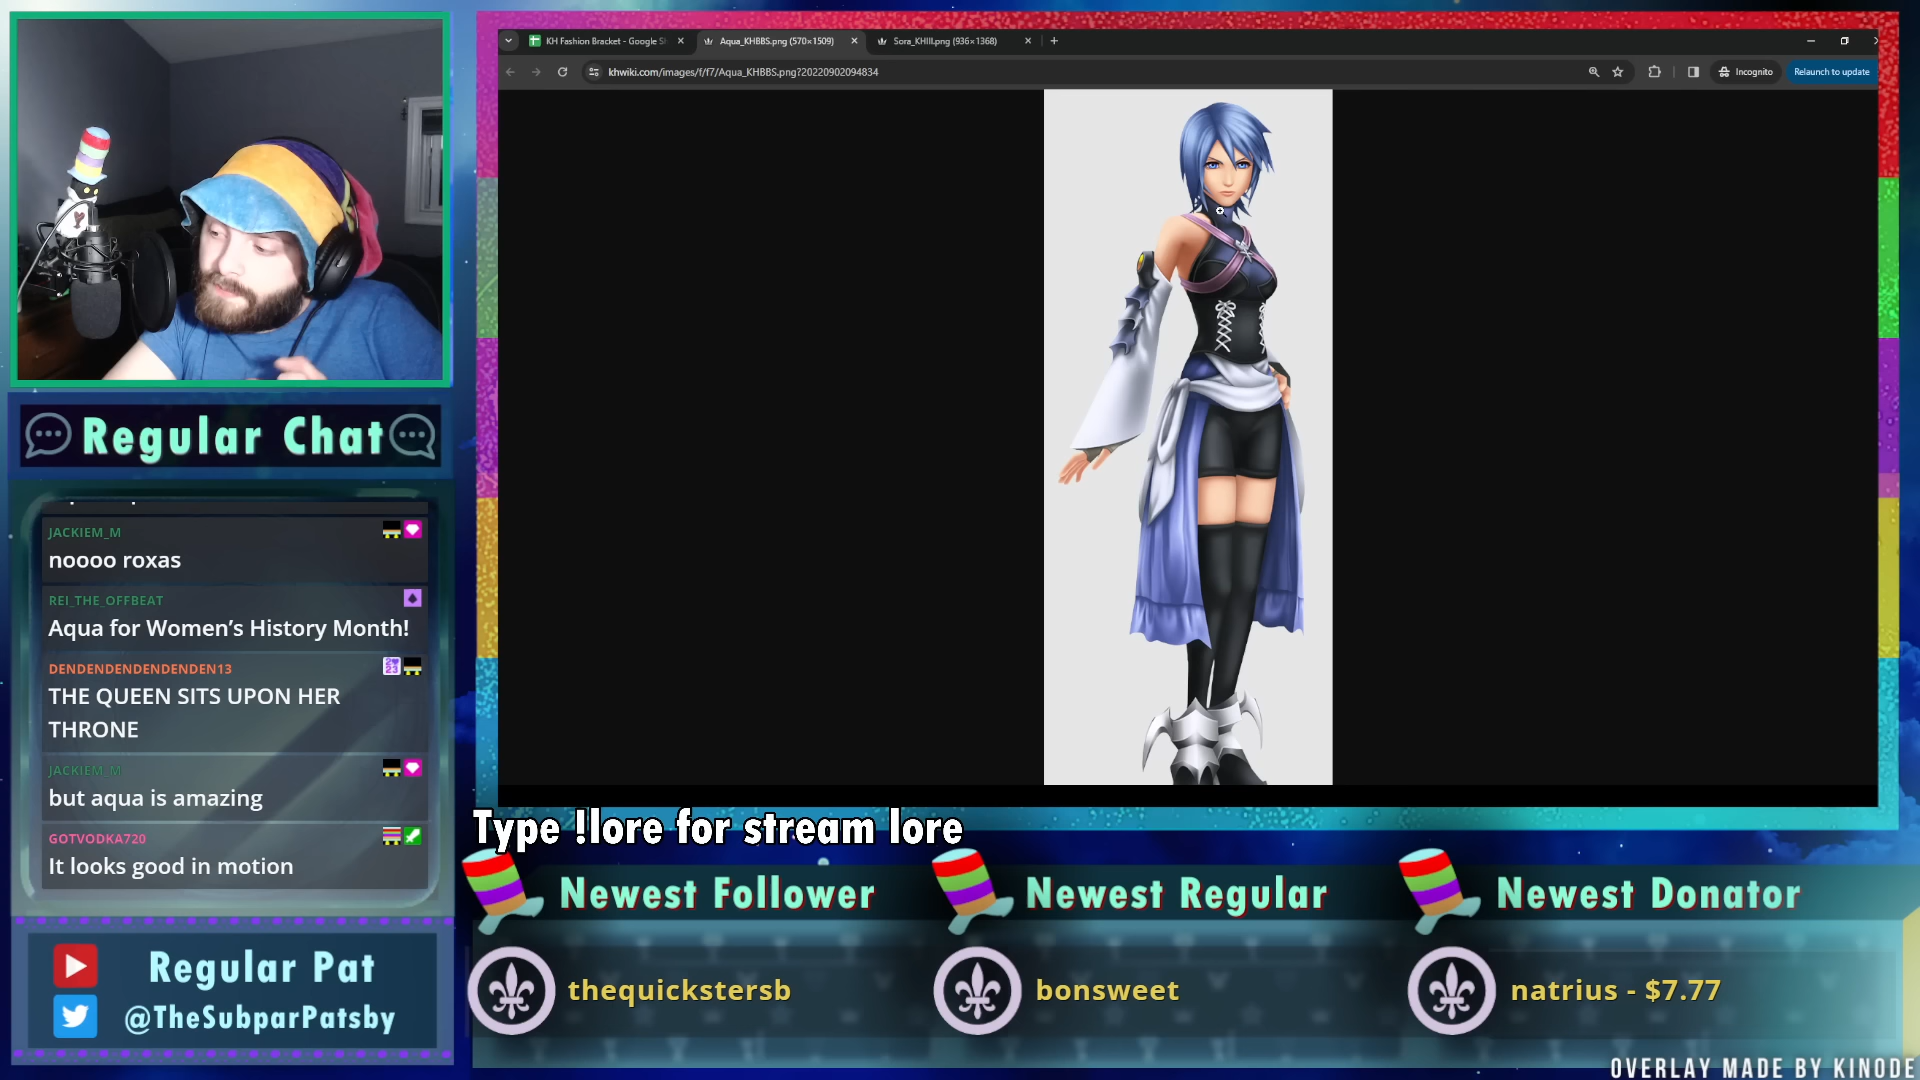 KH Fashion Bracket - Google Sh
Aqua_KHBBS.png (570×1509)
Sora_KHIII.png (936×1368)
khwiki.com/images/f/f7/Aqua_KHBBS.png?20220902094834
Incognito
Relaunch to update
Regular Chat
JACKIEM_M
noooo roxas
REI_THE_OFFBEAT
Aqua for Women’s History Month!
DENDENDENDENDENDEN13
THE QUEEN SITS UPON HER
THRONE
JACKIEM_M
but aqua is amazing
GOTVODKA720
It looks good in motion
Regular Pat
@TheSubparPatsby
Type !lore for stream lore
Newest Follower
thequickstersb
Newest Regular
bonsweet
Newest Donator
natrius - $7.77
OVERLAY MADE BY KINODE